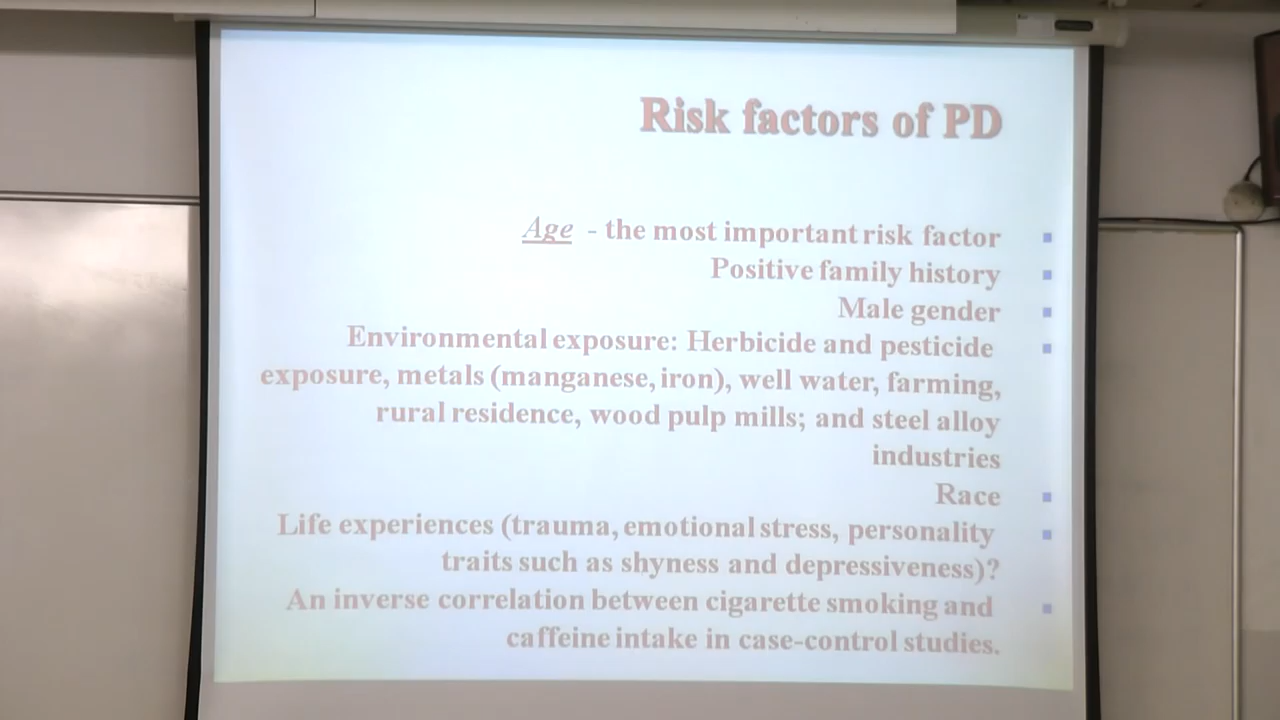 Risk factors of PD
Age - the most important risk factor
Positive family history
Male gender
Environmental exposure: Herbicide and pesticide
exposure, metals (manganese, iron), well water, farming,
rural residence, wood pulp mills; and steel alloy
industries
Race
Life experiences (trauma, emotional stress, personality
traits such as shyness and depressiveness)?
An inverse correlation between cigarette smoking and
caffeine intake in case-control studies.